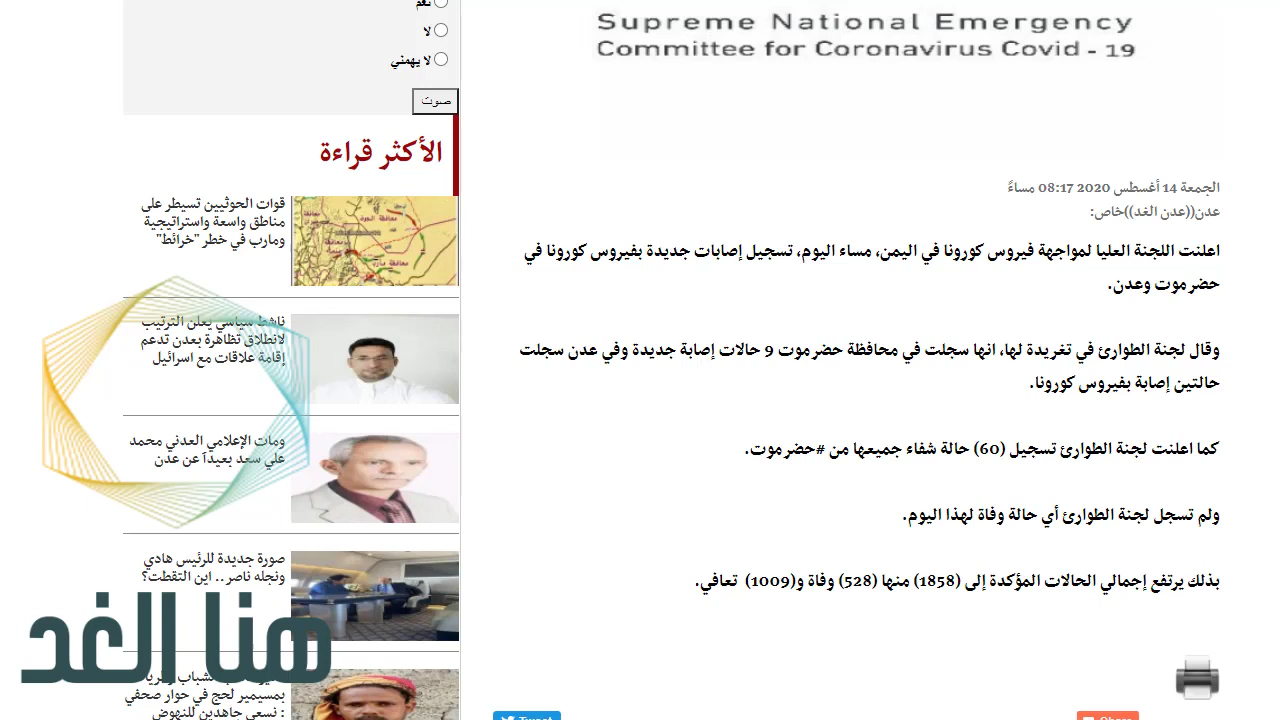 Supreme National Emergency
Committee for Coronavirus Covid - 19
الجمعة 14 أغسطس 2020 08:17 مساءً
عدن((عدن الغد))خاص:
اعلنت اللجنة العليا لمواجهة فيروس كورونا في اليمن، مساء اليوم، تسجيل إصابات جديدة بفيروس كورونا في
حضرموت وعدن.
وقال لجنة الطوارئ في تغريدة لها، انها سجلت في محافظة حضرموت 9 حالات إصابة جديدة وفي عدن سجلت
حالتين إصابة بفيروس كورونا.
كما اعلنت لجنة الطوارئ تسجيل (60) حالة شفاء جميعها من #حضرموت.
ولم تسجل لجنة الطوارئ أي حالة وفاة لهذا اليوم.
بذلك يرتفع إجمالي الحالات المؤكدة إلى (1858) منها (528) وفاة و(1009) تعافي.
Tweet
Share
نعم
لا
لا يهمني
صوت
الأكثر قراءة
قوات الحوثيين تسيطر على
مناطق واسعة واستراتيجية
ومارب في خطر "خرائط"
ناشط سياسي يعلن الترتيب
لانطلاق تظاهرة بعدن تدعم
إقامة علاقات مع اسرائيل
ومات الإعلامي العدني محمد
علي سعد بعيداً عن عدن
صورة جديدة للرئيس هادي
ونجله ناصر.. اين التقطت؟
بمسيمير لحج في حوار صحفي
: نسعى جاهدين للنهوض
هنا الغد